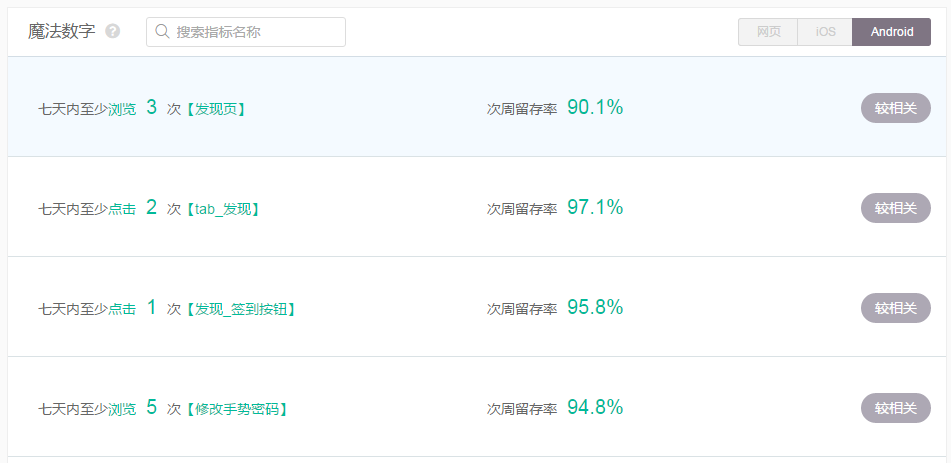 魔法数字 ? 搜索指标名称 网页 iOS Android
七天内至少浏览 3 次【发现页】 次周留存率 90.1% 较相关
七天内至少点击 2 次【tab_发现】 次周留存率 97.1% 较相关
七天内至少点击 1 次【发现_签到按钮】 次周留存率 95.8% 较相关
七天内至少浏览 5 次【修改手势密码】 次周留存率 94.8% 较相关